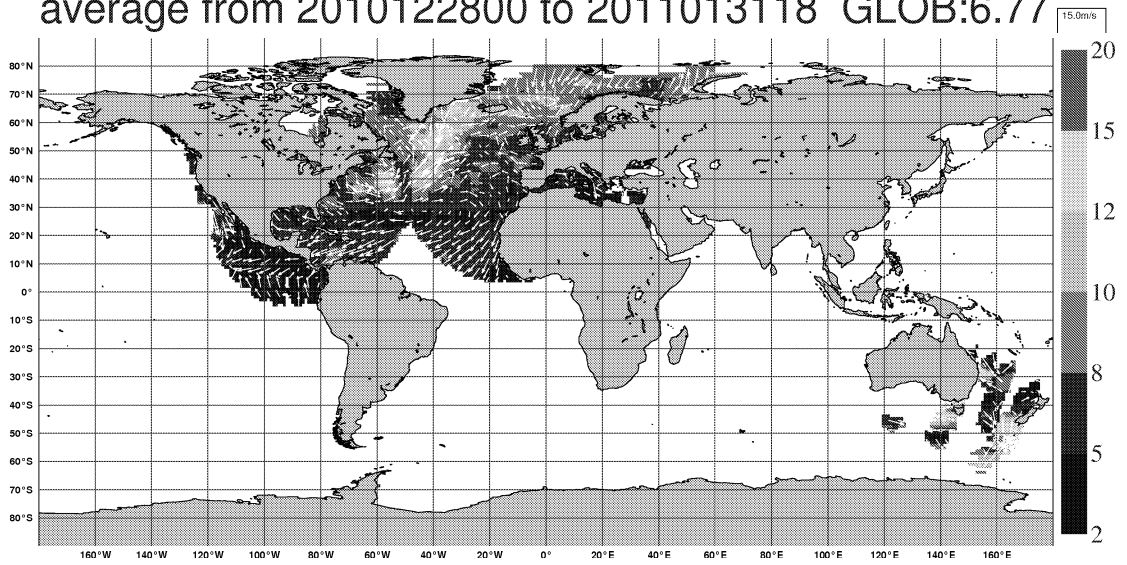 average from 2010122800 to 2011013118 GLOB:6.77
15.0m/s
20
80°N
70°N
15
60°N
50°N
40°N
12
30°N
20°N
10°N
10
0°
10°S
20°S
8
30°S
40°S
50°S
5
60°S
70°S
80°S
2
160°W 140°W 120°W 100°W 80°W 60°W 40°W 20°W 0° 20°E 40°E 60°E 80°E 100°E 120°E 140°E 160°E